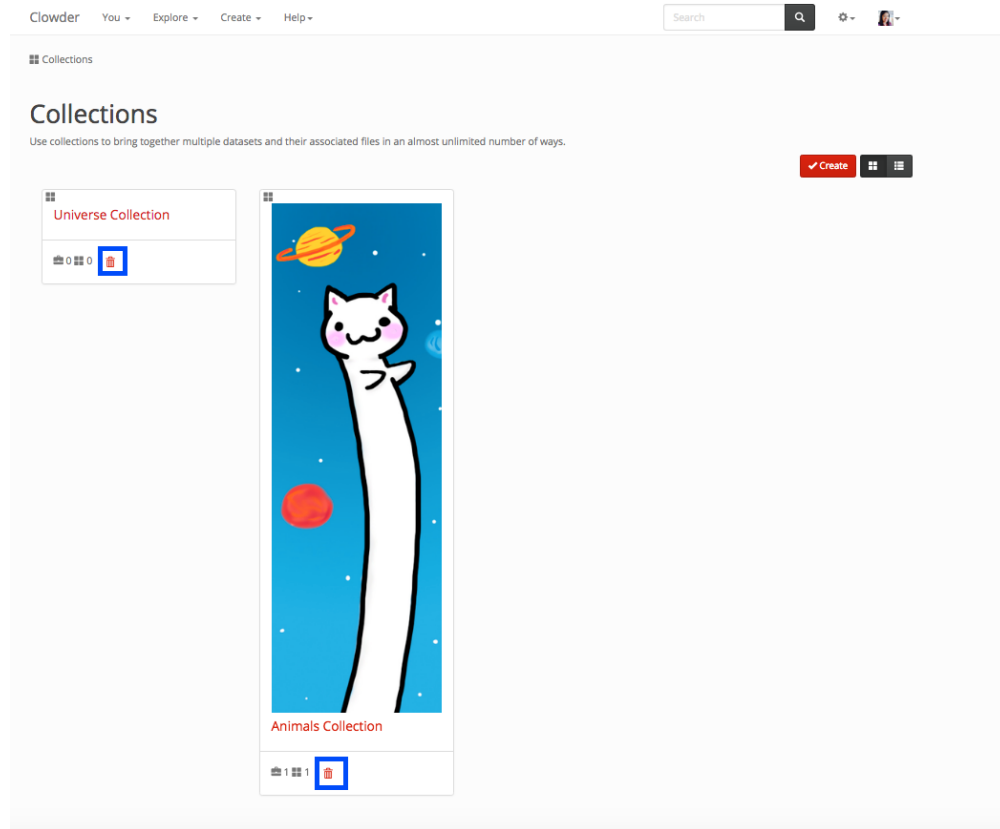 Clowder You Explore Create Help Search
Collections
Collections
Use collections to bring together multiple datasets and their associated files in an almost unlimited number of ways.
Create
Universe Collection
0 0
Animals Collection
1 1